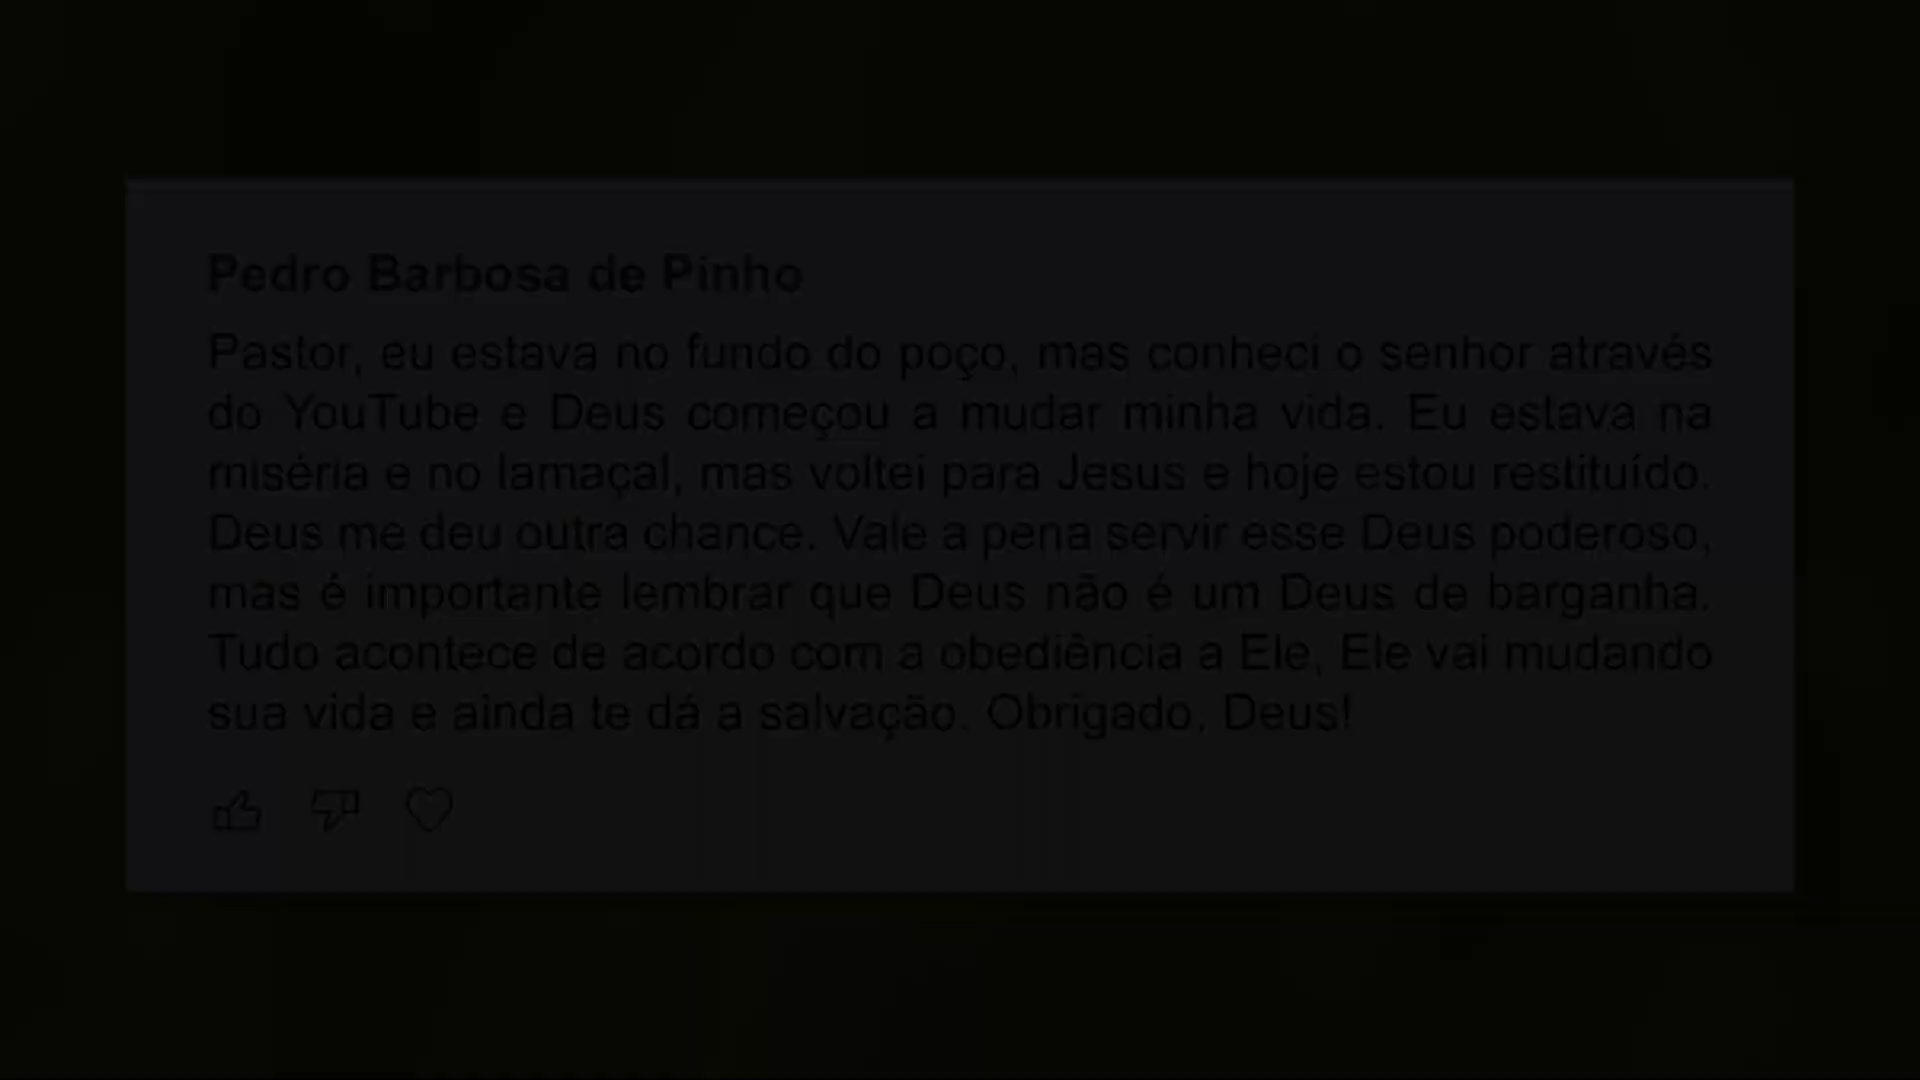 Pedro Barbosa de Pinho
Pastor, eu estava no fundo do poço, mas conheci o senhor através
do YouTube e Deus começou a mudar minha vida. Eu estava na
miséria e no lamaçal, mas voltei para Jesus e hoje estou restituído.
Deus me deu outra chance. Vale a pena servir esse Deus poderoso,
mas é importante lembrar que Deus não é um Deus de barganha.
Tudo acontece de acordo com a obediência a Ele, Ele vai mudando
sua vida e ainda te dá a salvação. Obrigado, Deus!